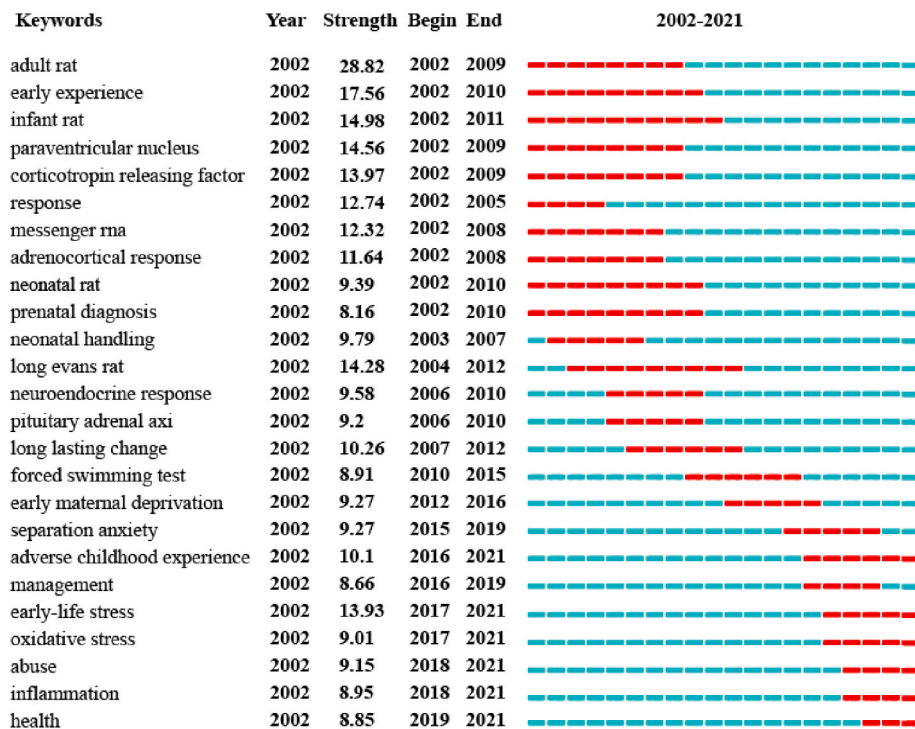 Keywords Year Strength Begin End 2002-2021
adult rat 2002 28.82 2002 2009
early experience 2002 17.56 2002 2010
infant rat 2002 14.98 2002 2011
paraventricular nucleus 2002 14.56 2002 2009
corticotropin releasing factor 2002 13.97 2002 2009
response 2002 12.74 2002 2005
messenger rna 2002 12.32 2002 2008
adrenocortical response 2002 11.64 2002 2008
neonatal rat 2002 9.39 2002 2010
prenatal diagnosis 2002 8.16 2002 2010
neonatal handling 2002 9.79 2003 2007
long evans rat 2002 14.28 2004 2012
neuroendocrine response 2002 9.58 2006 2010
pituitary adrenal axi 2002 9.2 2006 2010
long lasting change 2002 10.26 2007 2012
forced swimming test 2002 8.91 2010 2015
early maternal deprivation 2002 9.27 2012 2016
separation anxiety 2002 9.27 2015 2019
adverse childhood experience 2002 10.1 2016 2021
management 2002 8.66 2016 2019
early-life stress 2002 13.93 2017 2021
oxidative stress 2002 9.01 2017 2021
abuse 2002 9.15 2018 2021
inflammation 2002 8.95 2018 2021
health 2002 8.85 2019 2021